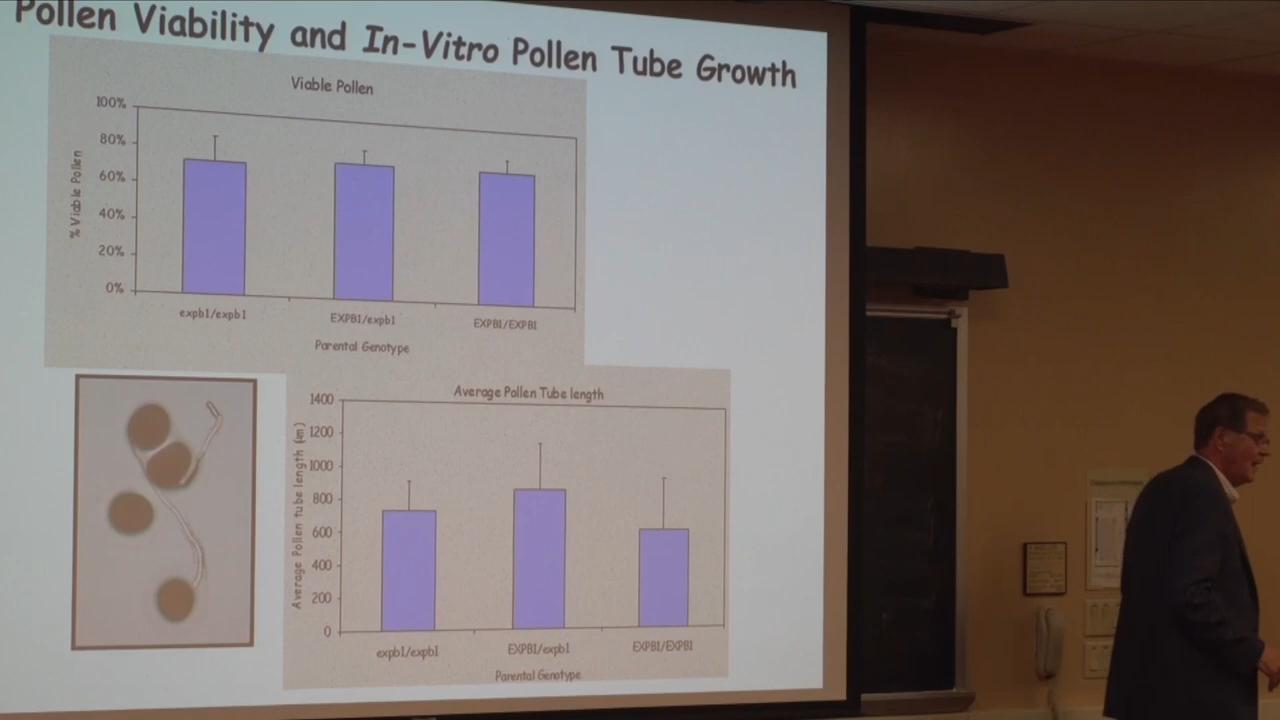 Pollen Viability and In-Vitro Pollen Tube Growth
Viable Pollen
% Viable Pollen
100%
80%
60%
40%
20%
0%
expb1/expb1
EXPB1/expb1
EXPB1/EXPB1
Parental Genotype
Average Pollen Tube length
Average Pollen tube length
1400
1200
1000
800
600
400
200
0
expb1/expb1
EXPB1/expb1
EXPB1/EXPB1
Parental Genotype